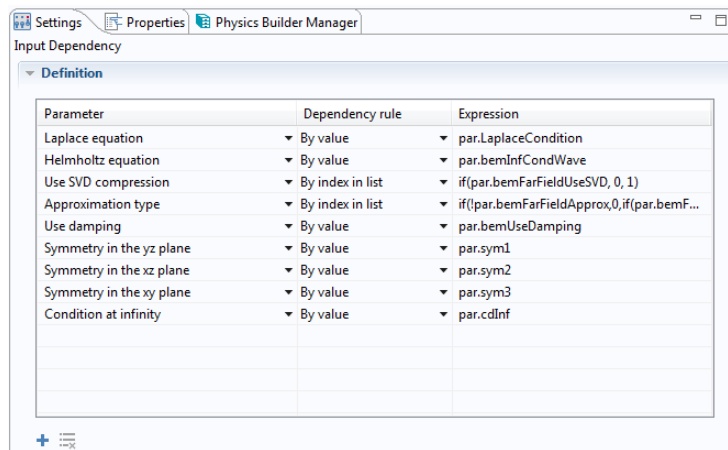 Settings Properties Physics Builder Manager
Input Dependency
Definition
Parameter Dependency rule Expression
Laplace equation By value par.LaplaceCondition
Helmholtz equation By value par.bemInfCondWave
Use SVD compression By index in list if(par.bemFarFieldUseSVD, 0, 1)
Approximation type By index in list if(!par.bemFarFieldApprox,0,if(par.bemF...
Use damping By value par.bemUseDamping
Symmetry in the yz plane By value par.sym1
Symmetry in the xz plane By value par.sym2
Symmetry in the xy plane By value par.sym3
Condition at infinity By value par.cdInf